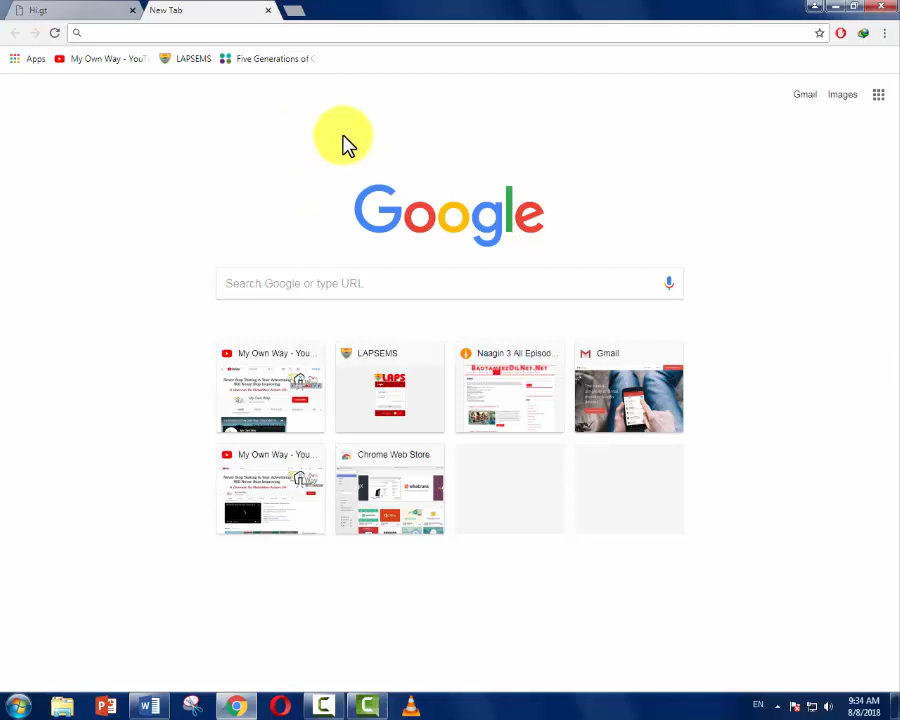 Hi.gt
New Tab
Apps
My Own Way - YouT
LAPSEMS
Five Generations of C
Gmail Images
Google
Search Google or type URL
My Own Way - You...
LAPSEMS
Naagin 3 All Episod...
Gmail
My Own Way - You...
Chrome Web Store
EN
9:34 AM
8/8/2018